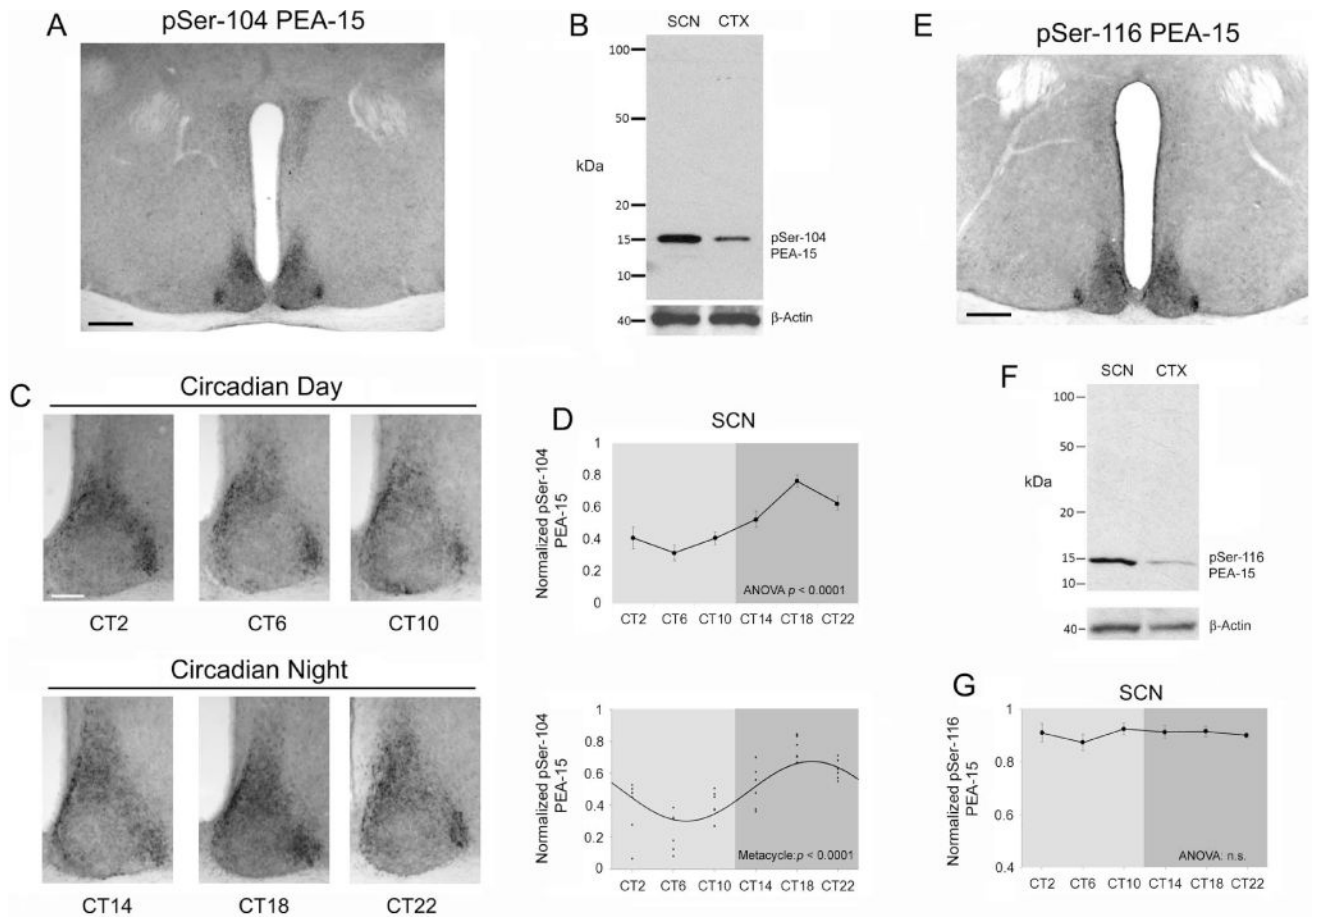 A
pSer-104 PEA-15
B
SCN CTX
100
50
kDa
20
15
10
pSer-104
PEA-15
40
β-Actin
E
pSer-116 PEA-15
C
Circadian Day
CT2
CT6
CT10
Circadian Night
CT14
CT18
CT22
D
SCN
Normalized pSer-104
PEA-15
1
0.8
0.6
0.4
0.2
0
ANOVA p < 0.0001
CT2 CT6 CT10 CT14 CT18 CT22
Normalized pSer-104
PEA-15
1
0.8
0.6
0.4
0.2
0
Metacycle: p < 0.0001
CT2 CT6 CT10 CT14 CT18 CT22
F
SCN CTX
100
50
kDa
20
15
10
pSer-116
PEA-15
40
β-Actin
G
SCN
Normalized pSer-116
PEA-15
1
0.8
0.6
0.4
ANOVA: n.s.
CT2 CT6 CT10 CT14 CT18 CT22